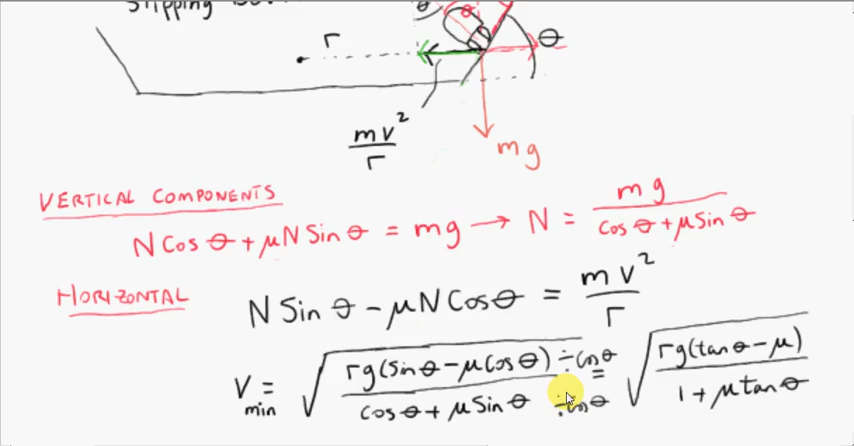 Slipping
θ θ
r θ
mv²/r
mg
VERTICAL COMPONENTS
N Cos θ + μN Sin θ = mg → N = mg/(cos θ + μ Sin θ)
HORIZONTAL
N Sin θ - μN Cos θ = mv²/r
V min = √(rg(sin θ - μ cos θ)/(cos θ + μ Sin θ)) ÷cos θ/÷cos θ = √(rg(tan θ - μ)/(1 + μ tan θ))